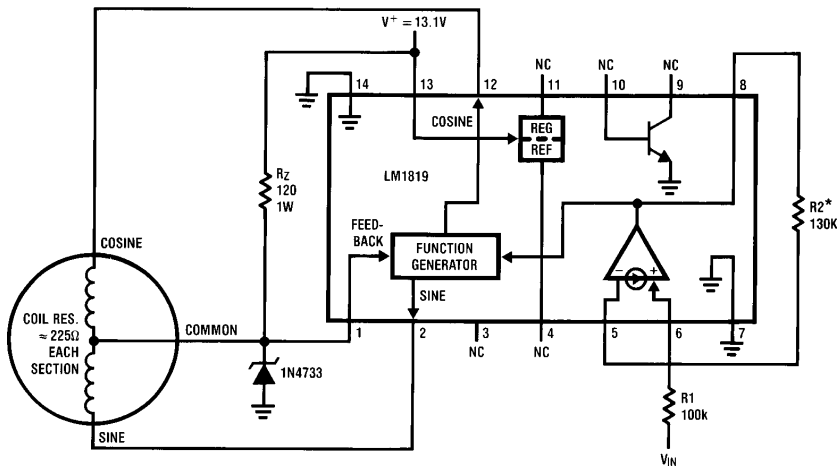 V⁺ = 13.1V
NC
NC
NC
14
13
12
11
10
9
8
COSINE
REG
REF
LM1819
RZ
120
1W
R2*
130K
FEED-
BACK
FUNCTION
GENERATOR
COSINE
SINE
− +
COIL RES.
≈ 225Ω
EACH
SECTION
COMMON
1
2
3
4
5
6
7
NC
NC
1N4733
SINE
R1
100k
VIN